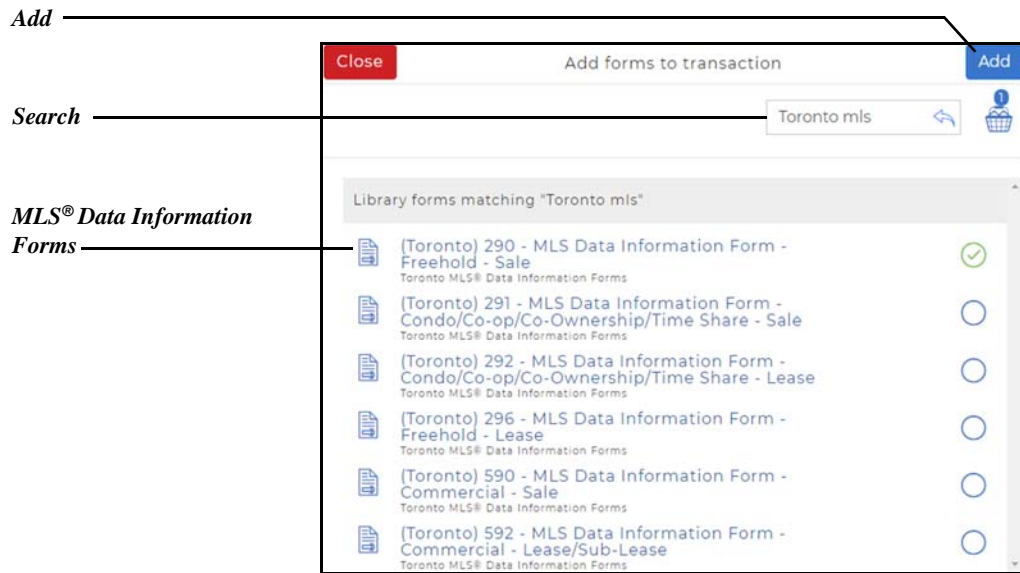 Add
Close Add forms to transaction Add
1
Search Toronto mls
Library forms matching "Toronto mls"
MLS® Data Information
Forms
(Toronto) 290 - MLS Data Information Form -
Freehold - Sale
Toronto MLS® Data Information Forms
(Toronto) 291 - MLS Data Information Form -
Condo/Co-op/Co-Ownership/Time Share - Sale
Toronto MLS® Data Information Forms
(Toronto) 292 - MLS Data Information Form -
Condo/Co-op/Co-Ownership/Time Share - Lease
Toronto MLS® Data Information Forms
(Toronto) 296 - MLS Data Information Form -
Freehold - Lease
Toronto MLS® Data Information Forms
(Toronto) 590 - MLS Data Information Form -
Commercial - Sale
Toronto MLS® Data Information Forms
(Toronto) 592 - MLS Data Information Form -
Commercial - Lease/Sub-Lease
Toronto MLS® Data Information Forms